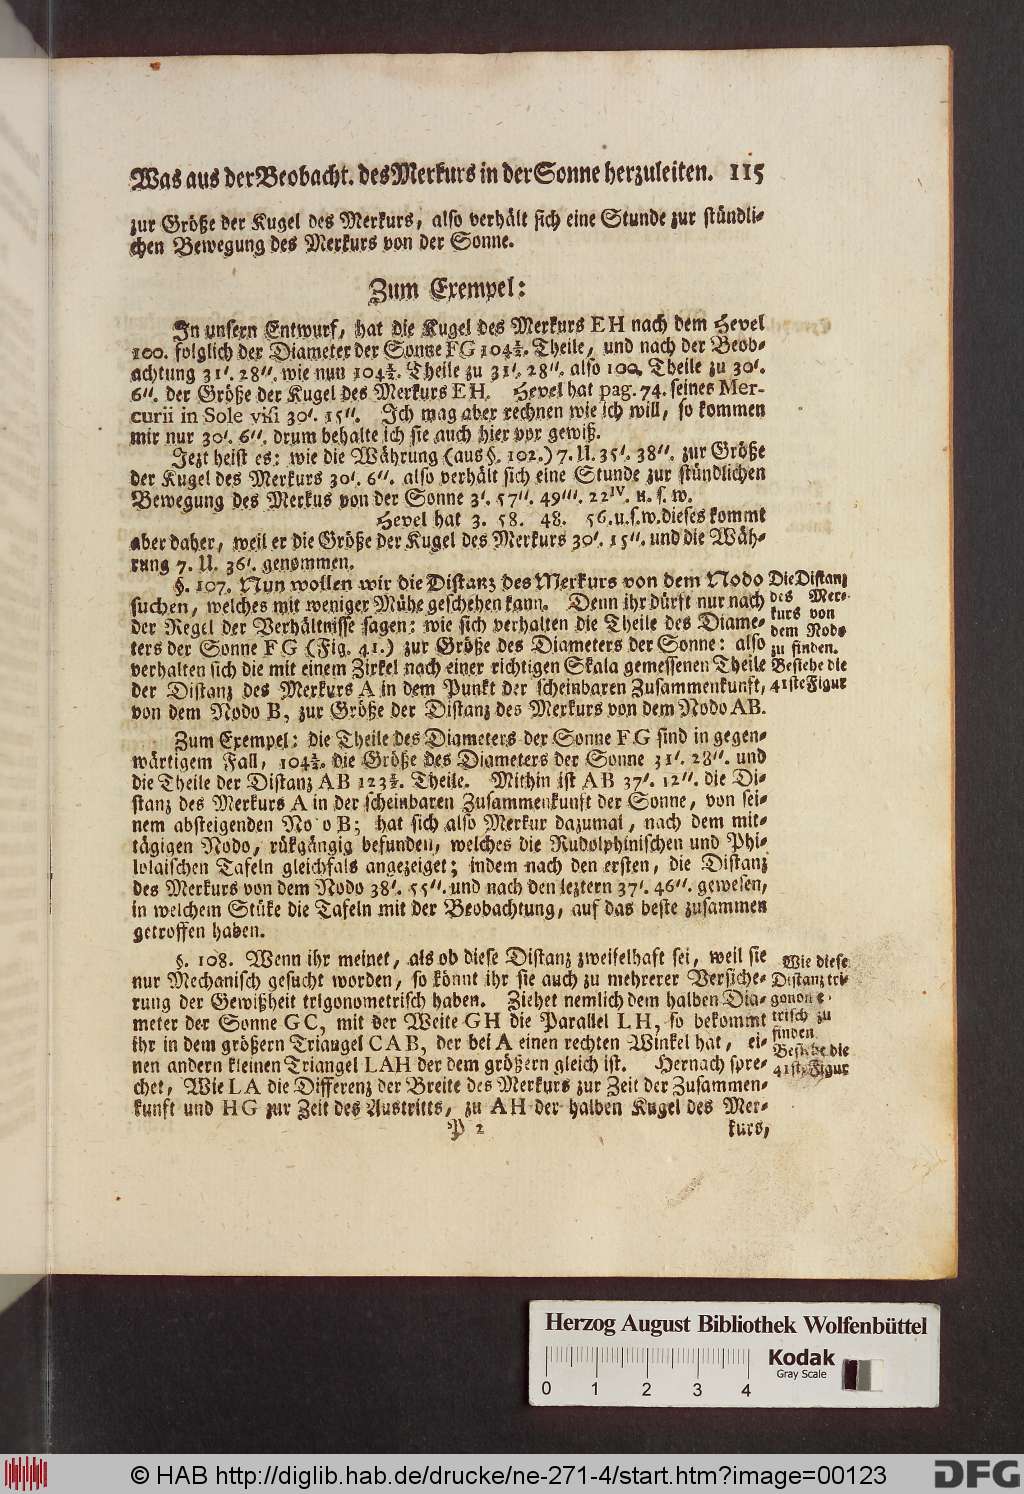 Was aus der Beobacht. des Merkurs in der Sonne herzuleiten. 115
zur Größe der Kugel des Merkurs, also verhält sich eine Stunde zur stündli-
chen Bewegung des Merkurs von der Sonne.
Zum Exempel:
In unsern Entwurf, hat die Kugel des Merkurs EH nach dem Hevel
100. folglich der Diameter der Sonne FG 104½. Theile, und nach der Beob-
achtung 31′. 28″. wie nun 104½. Theile zu 31′. 28″. also 100. Theile zu 30′.
6″. der Größe der Kugel des Merkurs EH. Hevel hat pag. 74. seines Mer-
curii in Sole visi 30′. 15″. Ich mag aber rechnen wie ich will, so kommen
mir nur 30′. 6″. drum behalte ich sie auch hier vor gewiß.
Jezt heist es: wie die Währung (aus §. 102.) 7. U. 35′. 38″. zur Größe
der Kugel des Merkurs 30′. 6″. also verhält sich eine Stunde zur stündlichen
Bewegung des Merkus von der Sonne 3′. 57″. 49‴. 22ᴵⱽ. u. s. w.
Hevel hat 3. 58. 48. 56. u.s.w. dieses kommt
aber daher, weil er die Größe der Kugel des Merkurs 30′. 15″. und die Wäh-
rung 7. U. 36′. genommen.
§. 107. Nun wollen wir die Distanz des Merkurs von dem Nodo
suchen, welches mit weniger Mühe geschehen kann. Denn ihr dürft nur nach
der Regel der Verhältnisse sagen: wie sich verhalten die Theile des Diame-
ters der Sonne FG (Fig. 41.) zur Größe des Diameters der Sonne: also
verhalten sich die mit einem Zirkel nach einer richtigen Skala gemessenen Theile
der Distanz des Merkurs A in dem Punkt der scheinbaren Zusammenkunft,
von dem Nodo B, zur Größe der Distanz des Merkurs von dem Nodo AB.
Die Distanz
des Mer-
kurs von
dem Nodo
zu finden.
Bestehe die
41ste Figur
Zum Exempel: die Theile des Diameters der Sonne FG sind in gegen-
wärtigem Fall, 104½. die Größe des Diameters der Sonne 31′. 28″. und
die Theile der Distanz AB 123½. Theile. Mithin ist AB 37′. 12″. die Di-
stanz des Merkurs A in der scheinbaren Zusammenkunft der Sonne, von sei-
nem absteigenden No o B; hat sich also Merkur dazumal, nach dem mit-
tägigen Nodo, rükgängig befunden, welches die Rudolphinischen und Phi-
lolaischen Tafeln gleichfals angezeiget; indem nach den ersten, die Distanz
des Merkurs von dem Nodo 38′. 55″. und nach den leztern 37′. 46″. gewesen,
in welchem Stüke die Tafeln mit der Beobachtung, auf das beste zusammen
getroffen haben.
§. 108. Wenn ihr meinet, als ob diese Distanz zweifelhaft sei, weil sie
nur Mechanisch gesucht worden, so könnt ihr sie auch zu mehrerer Versiche-
rung der Gewißheit trigonometrisch haben. Ziehet nemlich dem halben Dia-
meter der Sonne GC, mit der Weite GH die Parallel LH, so bekommt
ihr in dem größern Triangel CAB, der bei A einen rechten Winkel hat, ei-
nen andern kleinen Triangel LAH der dem größern gleich ist. Hernach spre-
chet, Wie LA die Differenz der Breite des Merkurs zur Zeit der Zusammen-
kunft und HG zur Zeit des Austritts, zu AH der halben Kugel des Mer-
Wie diese
Distanz tri-
gonome-
trisch zu
finden.
Bestehe die
41ste Figur
P 2
kurs,
Herzog August Bibliothek Wolfenbüttel
0 1 2 3 4
Kodak
Gray Scale
© HAB http://diglib.hab.de/drucke/ne-271-4/start.htm?image=00123
DFG